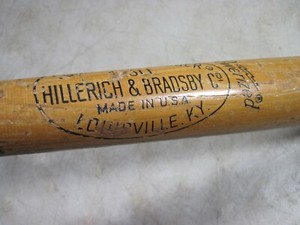 HILLERICH & BRADSBY Co
MADE IN U.S.A.
LOUISVILLE, KY.